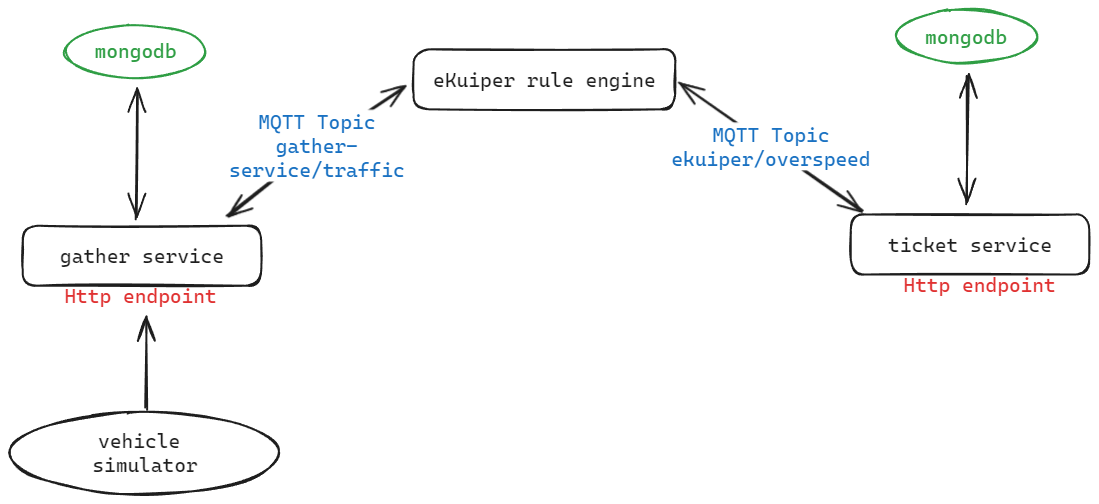 mongodb
mongodb
eKuiper rule engine
MQTT Topic
gather-
service/traffic
MQTT Topic
ekuiper/overspeed
gather service
Http endpoint
ticket service
Http endpoint
vehicle
simulator